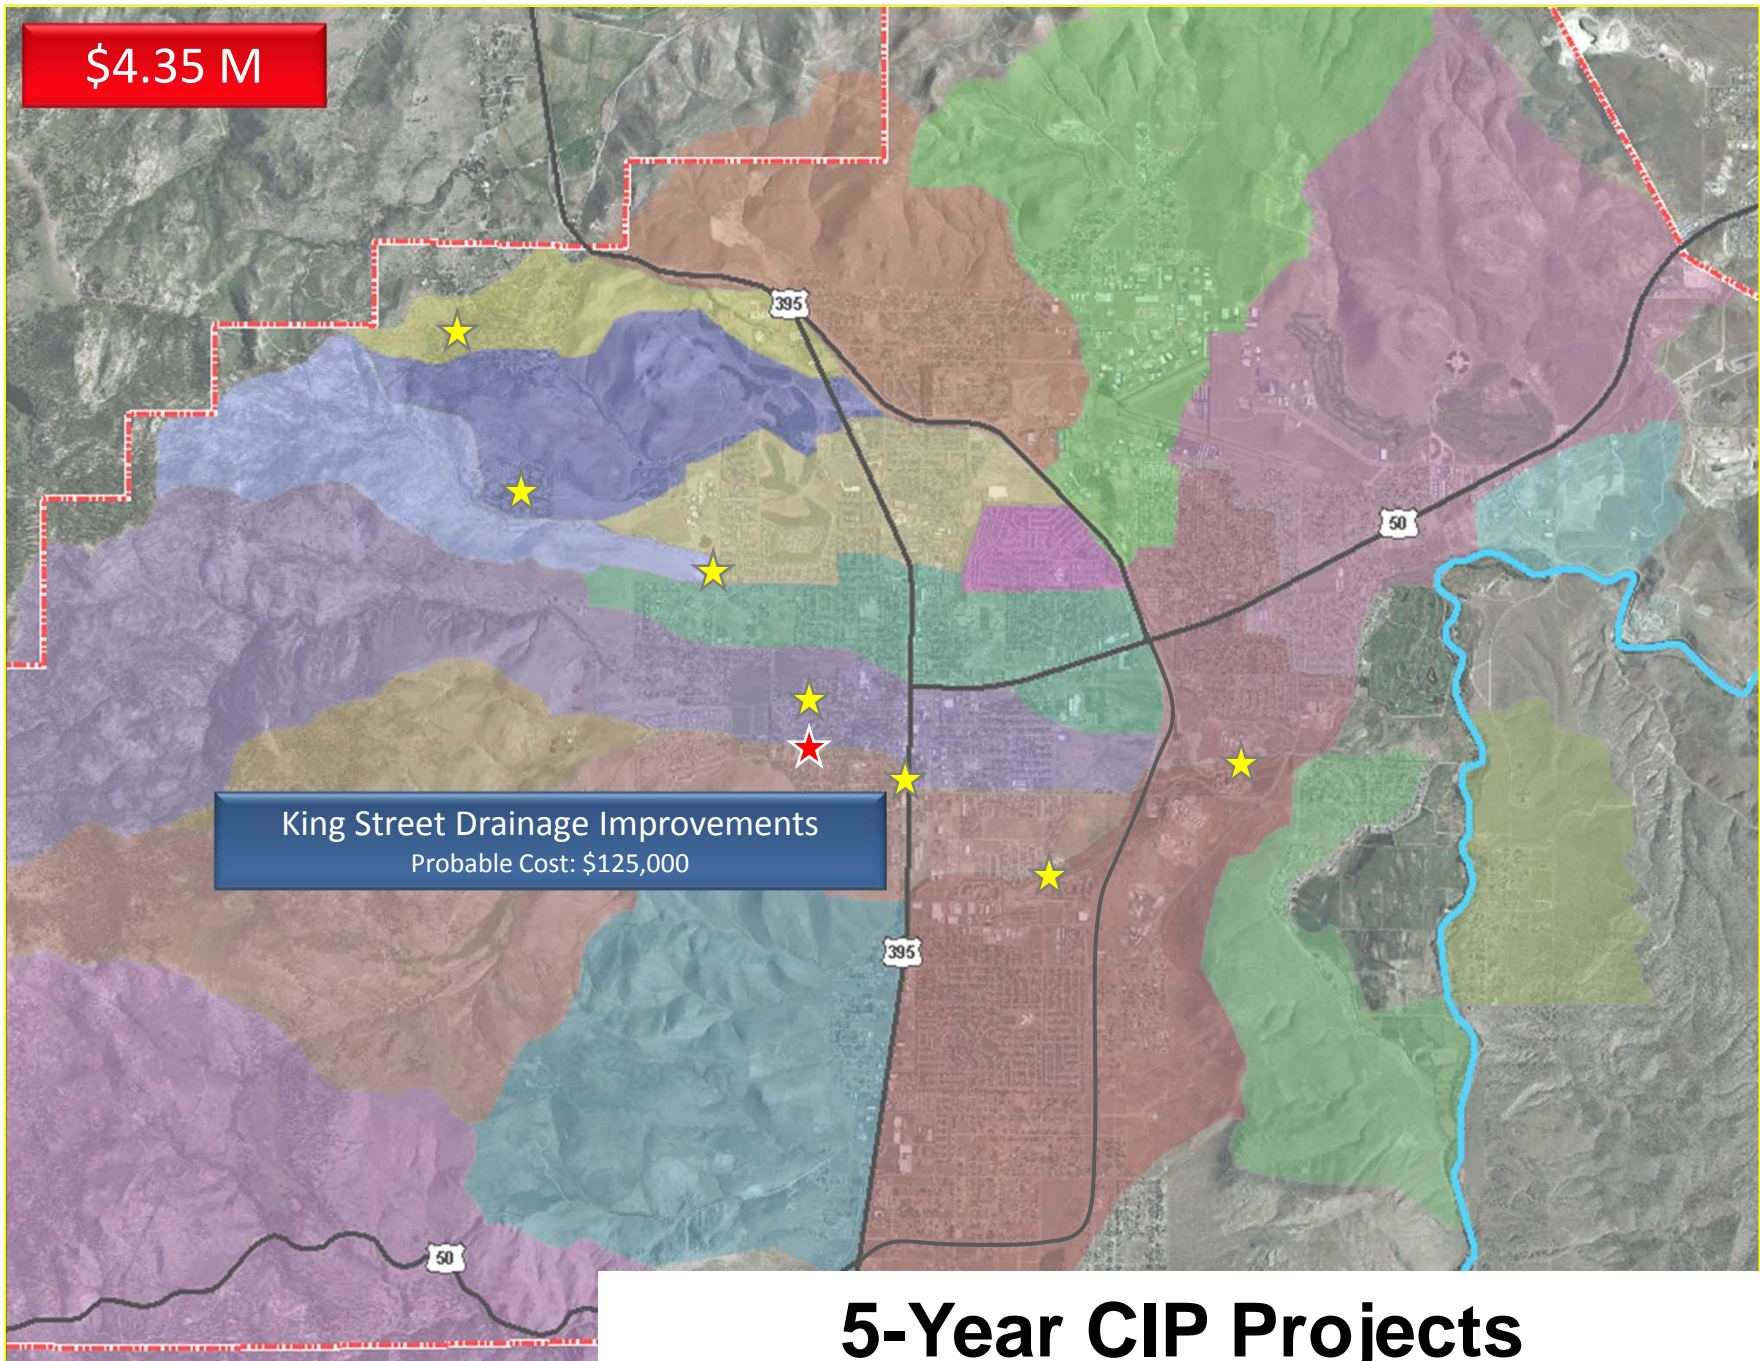 $4.35 M
395
50
King Street Drainage Improvements
Probable Cost: $125,000
395
50
5-Year CIP Projects